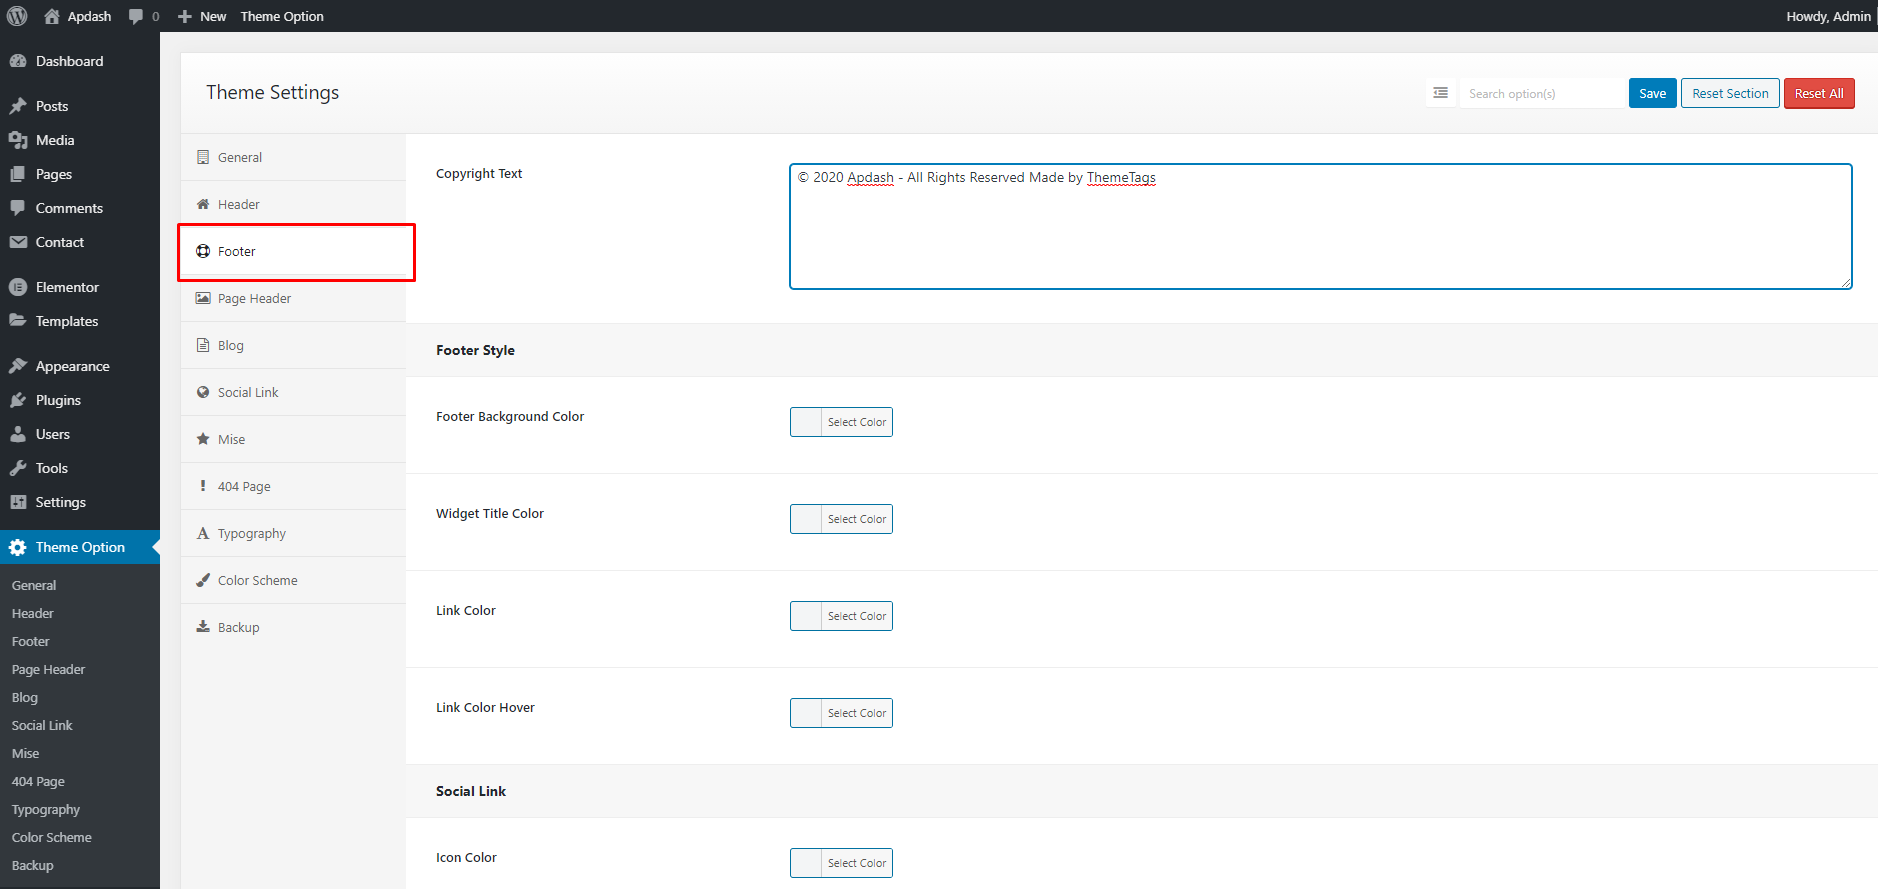 Apdash 0 New Theme Option Howdy, Admin
Dashboard
Posts
Media
Pages
Comments
Contact
Elementor
Templates
Appearance
Plugins
Users
Tools
Settings
Theme Option
General
Header
Footer
Page Header
Blog
Social Link
Mise
404 Page
Typography
Color Scheme
Backup
Theme Settings
Search option(s) Save Reset Section Reset All
General
Header
Footer
Page Header
Blog
Social Link
Mise
404 Page
Typography
Color Scheme
Backup
Copyright Text
© 2020 Apdash - All Rights Reserved Made by ThemeTags
Footer Style
Footer Background Color Select Color
Widget Title Color Select Color
Link Color Select Color
Link Color Hover Select Color
Social Link
Icon Color Select Color